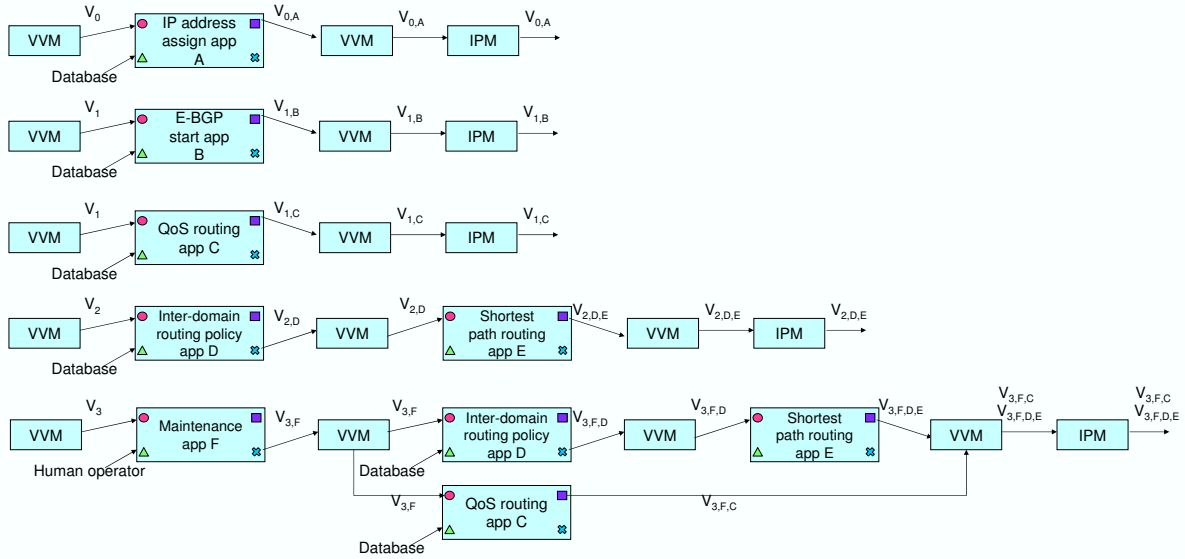 V0
V0,A
V0,A
V0,A
VVM
IP address
assign app
A
VVM
IPM
Database
V1
V1,B
V1,B
V1,B
VVM
E-BGP
start app
B
VVM
IPM
Database
V1
V1,C
V1,C
V1,C
VVM
QoS routing
app C
VVM
IPM
Database
V2
V2,D
V2,D
V2,D,E
V2,D,E
V2,D,E
VVM
Inter-domain
routing policy
app D
VVM
Shortest
path routing
app E
VVM
IPM
Database
V3
V3,F
V3,F
V3,F,D
V3,F,D
V3,F,D,E
V3,F,C
V3,F,D,E
V3,F,C
V3,F,D,E
VVM
Maintenance
app F
VVM
Inter-domain
routing policy
app D
VVM
Shortest
path routing
app E
VVM
IPM
Human operator
Database
V3,F
QoS routing
app C
V3,F,C
Database